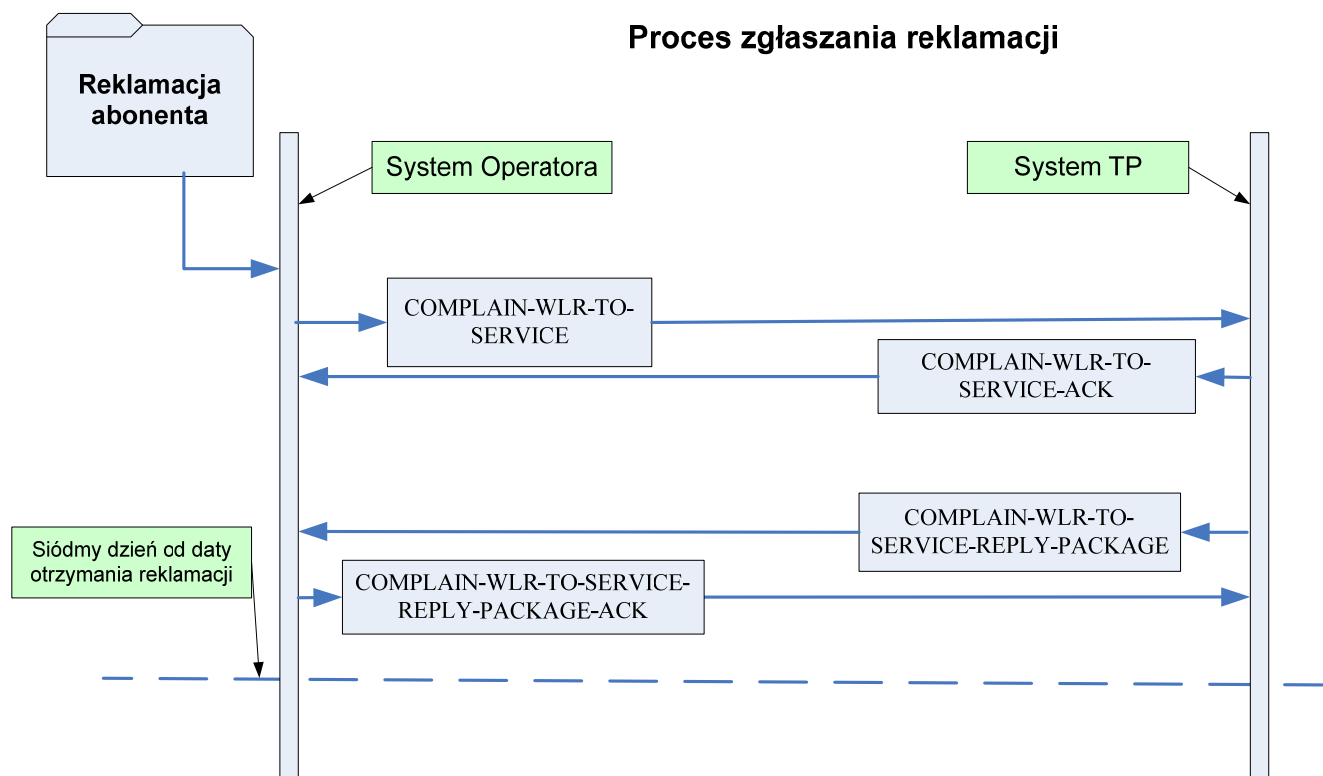 Proces zgłaszania reklamacji
Reklamacja
abonenta
System Operatora
System TP
COMPLAIN-WLR-TO-
SERVICE
COMPLAIN-WLR-TO-
SERVICE-ACK
COMPLAIN-WLR-TO-
SERVICE-REPLY-PACKAGE
Siódmy dzień od daty
otrzymania reklamacji
COMPLAIN-WLR-TO-SERVICE-
REPLY-PACKAGE-ACK